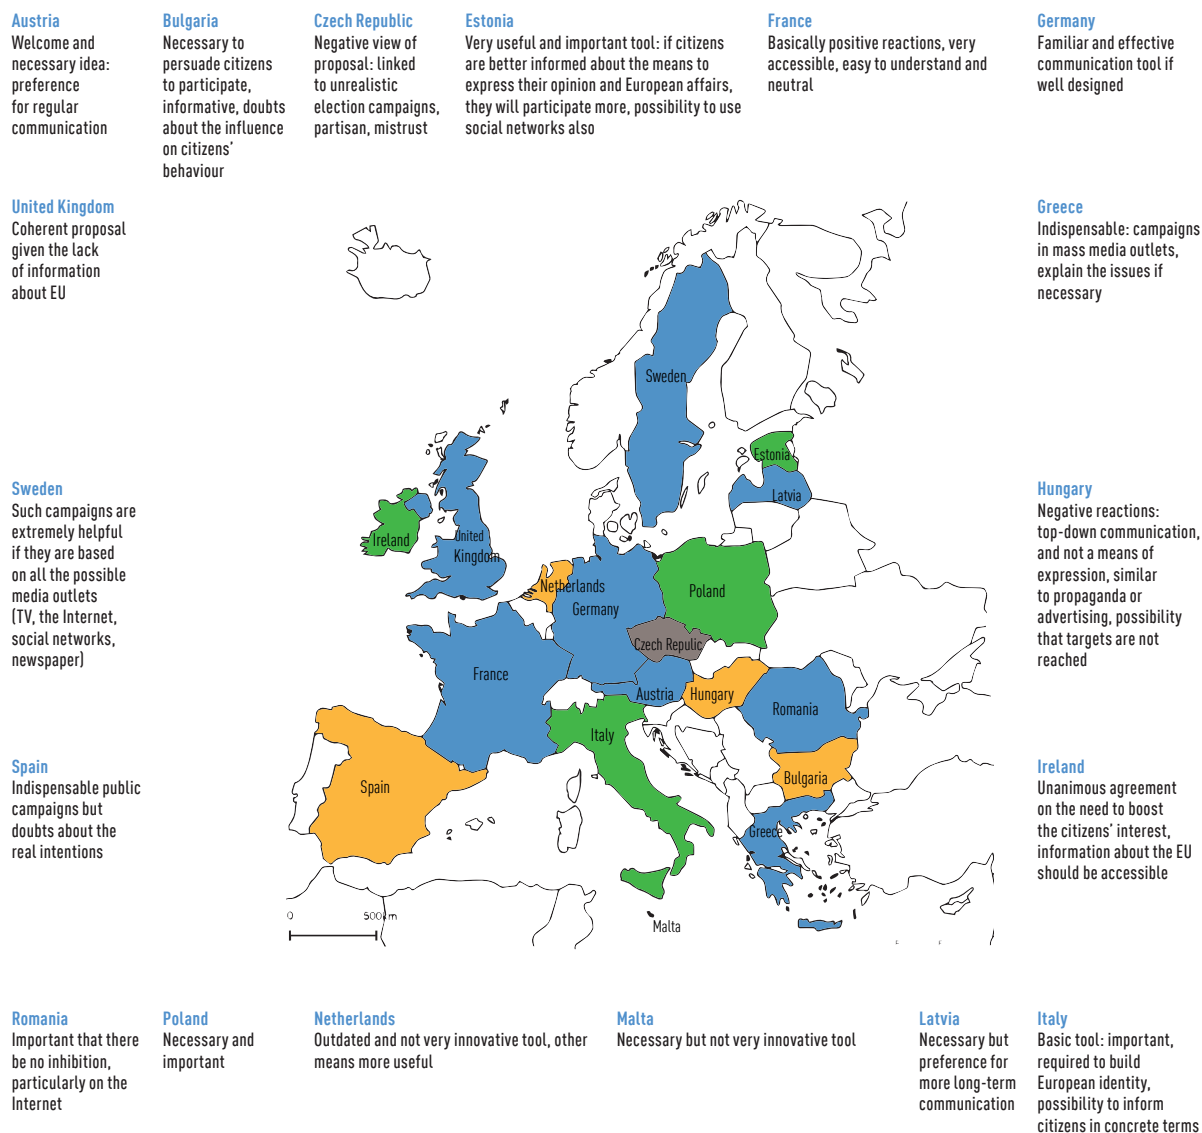 Austria
Welcome and
necessary idea:
preference
for regular
communication
Bulgaria
Necessary to
persuade citizens
to participate,
informative, doubts
about the influence
on citizens’
behaviour
Czech Republic
Negative view of
proposal: linked
to unrealistic
election campaigns,
partisan, mistrust
Estonia
Very useful and important tool: if citizens
are better informed about the means to
express their opinion and European affairs,
they will participate more, possibility to use
social networks also
France
Basically positive reactions, very
accessible, easy to understand and
neutral
Germany
Familiar and effective
communication tool if
well designed
United Kingdom
Coherent proposal
given the lack
of information
about EU
Greece
Indispensable: campaigns
in mass media outlets,
explain the issues if
necessary
Sweden
Such campaigns are
extremely helpful
if they are based
on all the possible
media outlets
(TV, the Internet,
social networks,
newspaper)
Hungary
Negative reactions:
top-down communication,
and not a means of
expression, similar
to propaganda or
advertising, possibility
that targets are not
reached
Spain
Indispensable public
campaigns but
doubts about the
real intentions
Ireland
Unanimous agreement
on the need to boost
the citizens’ interest,
information about the EU
should be accessible
Sweden
Estonia
Latvia
Ireland
United
Kingdom
Netherlands
Germany
Poland
Czech Repulic
France
Austria
Hungary
Romania
Italy
Spain
Bulgaria
Greece
Malta
0 500km
Romania
Important that there
be no inhibition,
particularly on the
Internet
Poland
Necessary and
important
Netherlands
Outdated and not very innovative tool, other
means more useful
Malta
Necessary but not very innovative tool
Latvia
Necessary but
preference for
more long-term
communication
Italy
Basic tool: important,
required to build
European identity,
possibility to inform
citizens in concrete terms